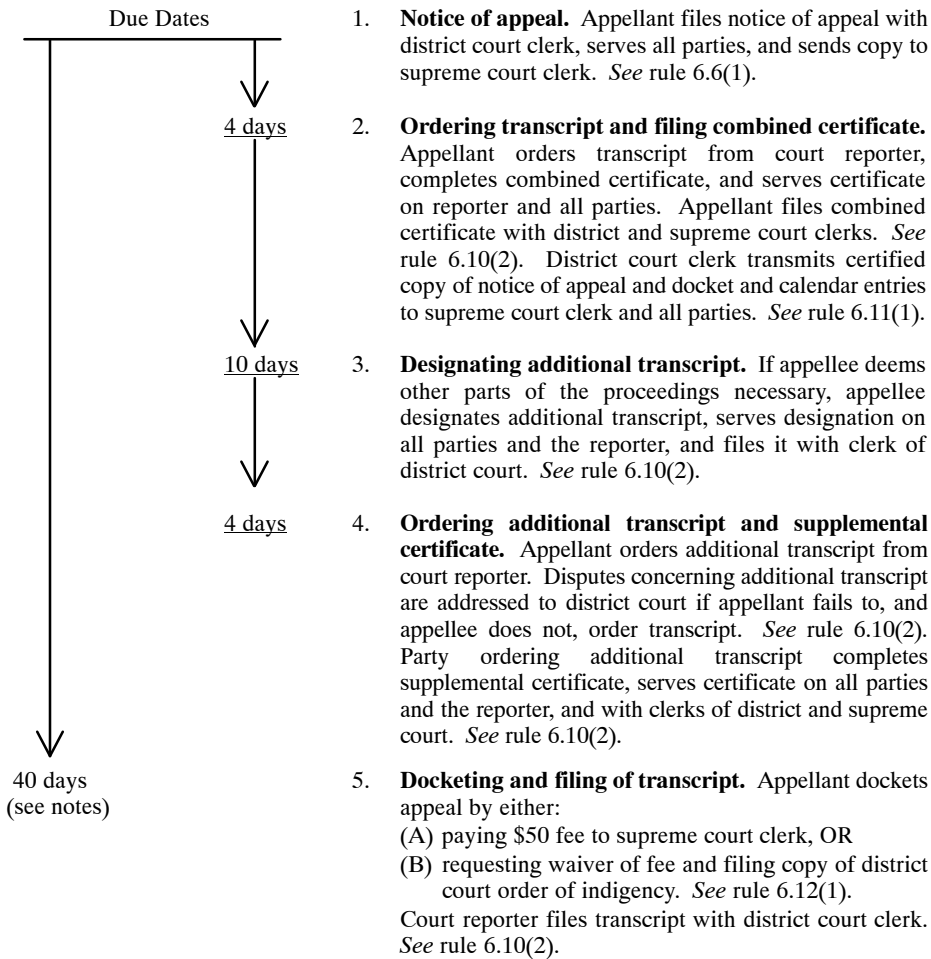 Due Dates
1. Notice of appeal. Appellant files notice of appeal with
district court clerk, serves all parties, and sends copy to
supreme court clerk. See rule 6.6(1).
4 days
2. Ordering transcript and filing combined certificate.
Appellant orders transcript from court reporter,
completes combined certificate, and serves certificate
on reporter and all parties. Appellant files combined
certificate with district and supreme court clerks. See
rule 6.10(2). District court clerk transmits certified
copy of notice of appeal and docket and calendar entries
to supreme court clerk and all parties. See rule 6.11(1).
10 days
3. Designating additional transcript. If appellee deems
other parts of the proceedings necessary, appellee
designates additional transcript, serves designation on
all parties and the reporter, and files it with clerk of
district court. See rule 6.10(2).
4 days
4. Ordering additional transcript and supplemental
certificate. Appellant orders additional transcript from
court reporter. Disputes concerning additional transcript
are addressed to district court if appellant fails to, and
appellee does not, order transcript. See rule 6.10(2).
Party ordering additional transcript completes
supplemental certificate, serves certificate on all parties
and the reporter, and with clerks of district and supreme
court. See rule 6.10(2).
40 days
(see notes)
5. Docketing and filing of transcript. Appellant dockets
appeal by either:
(A) paying $50 fee to supreme court clerk, OR
(B) requesting waiver of fee and filing copy of district
court order of indigency. See rule 6.12(1).
Court reporter files transcript with district court clerk.
See rule 6.10(2).